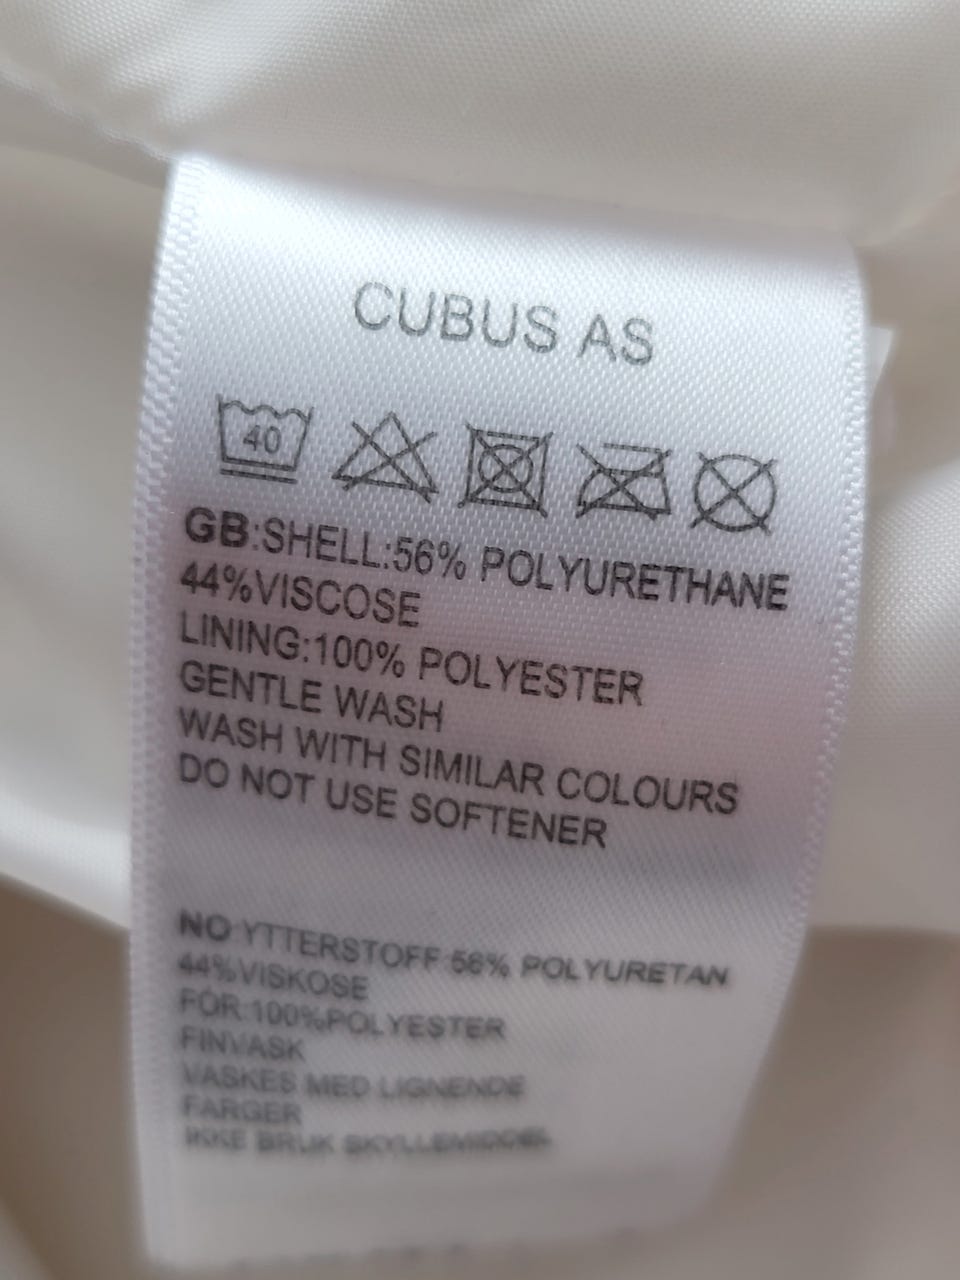 CUBUS AS
40
GB:SHELL:56% POLYURETHANE
44%VISCOSE
LINING:100% POLYESTER
GENTLE WASH
WASH WITH SIMILAR COLOURS
DO NOT USE SOFTENER
NO:YTTERSTOFF:56% POLYURETAN
44%VISKOSE
FÓR:100%POLYESTER
FINVASK
VASKES MED LIGNENDE
FARGER
IKKE BRUK SKYLLEMIDDEL